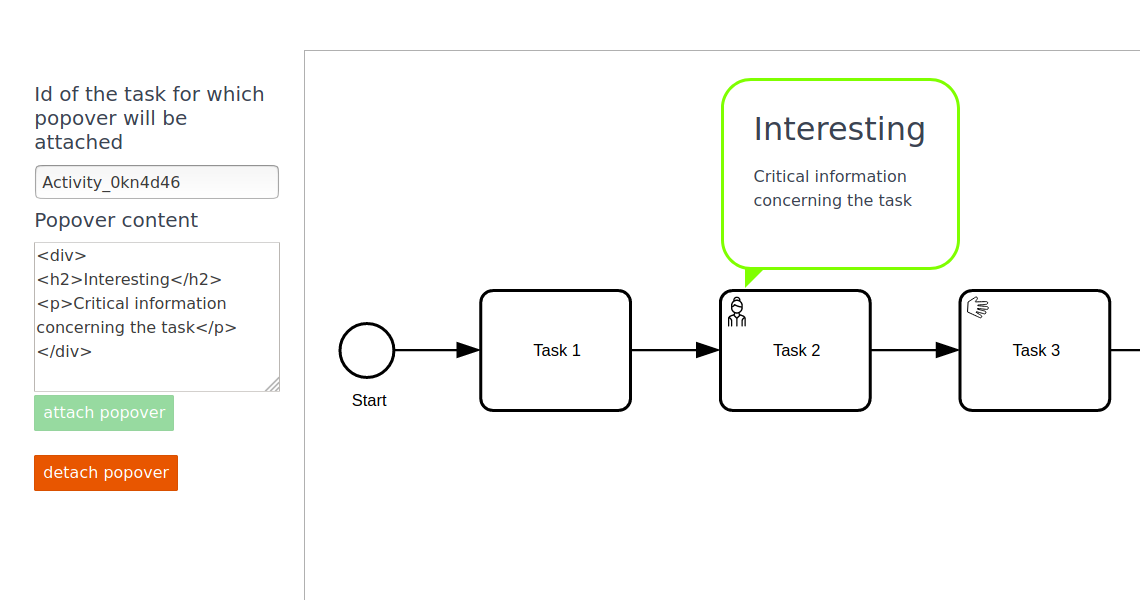 Id of the task for which
popover will be
attached
Activity_0kn4d46
Popover content
<div>
<h2>Interesting</h2>
<p>Critical information
concerning the task</p>
</div>
attach popover
detach popover
Interesting
Critical information
concerning the task
Start
Task 1
Task 2
Task 3